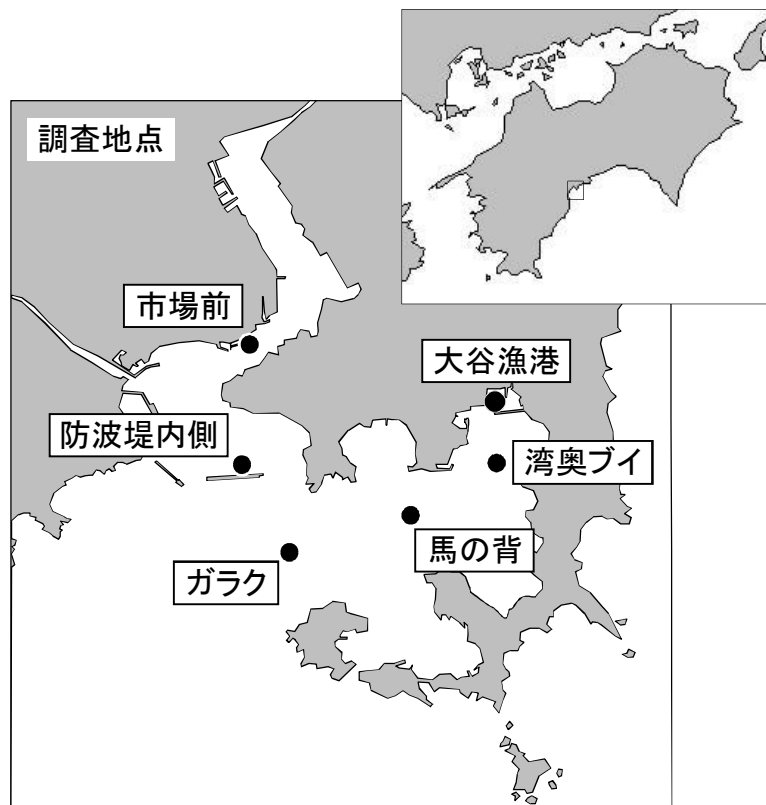 調査地点
市場前
大谷漁港
防波堤内側
湾奥ブイ
馬の背
ガラク